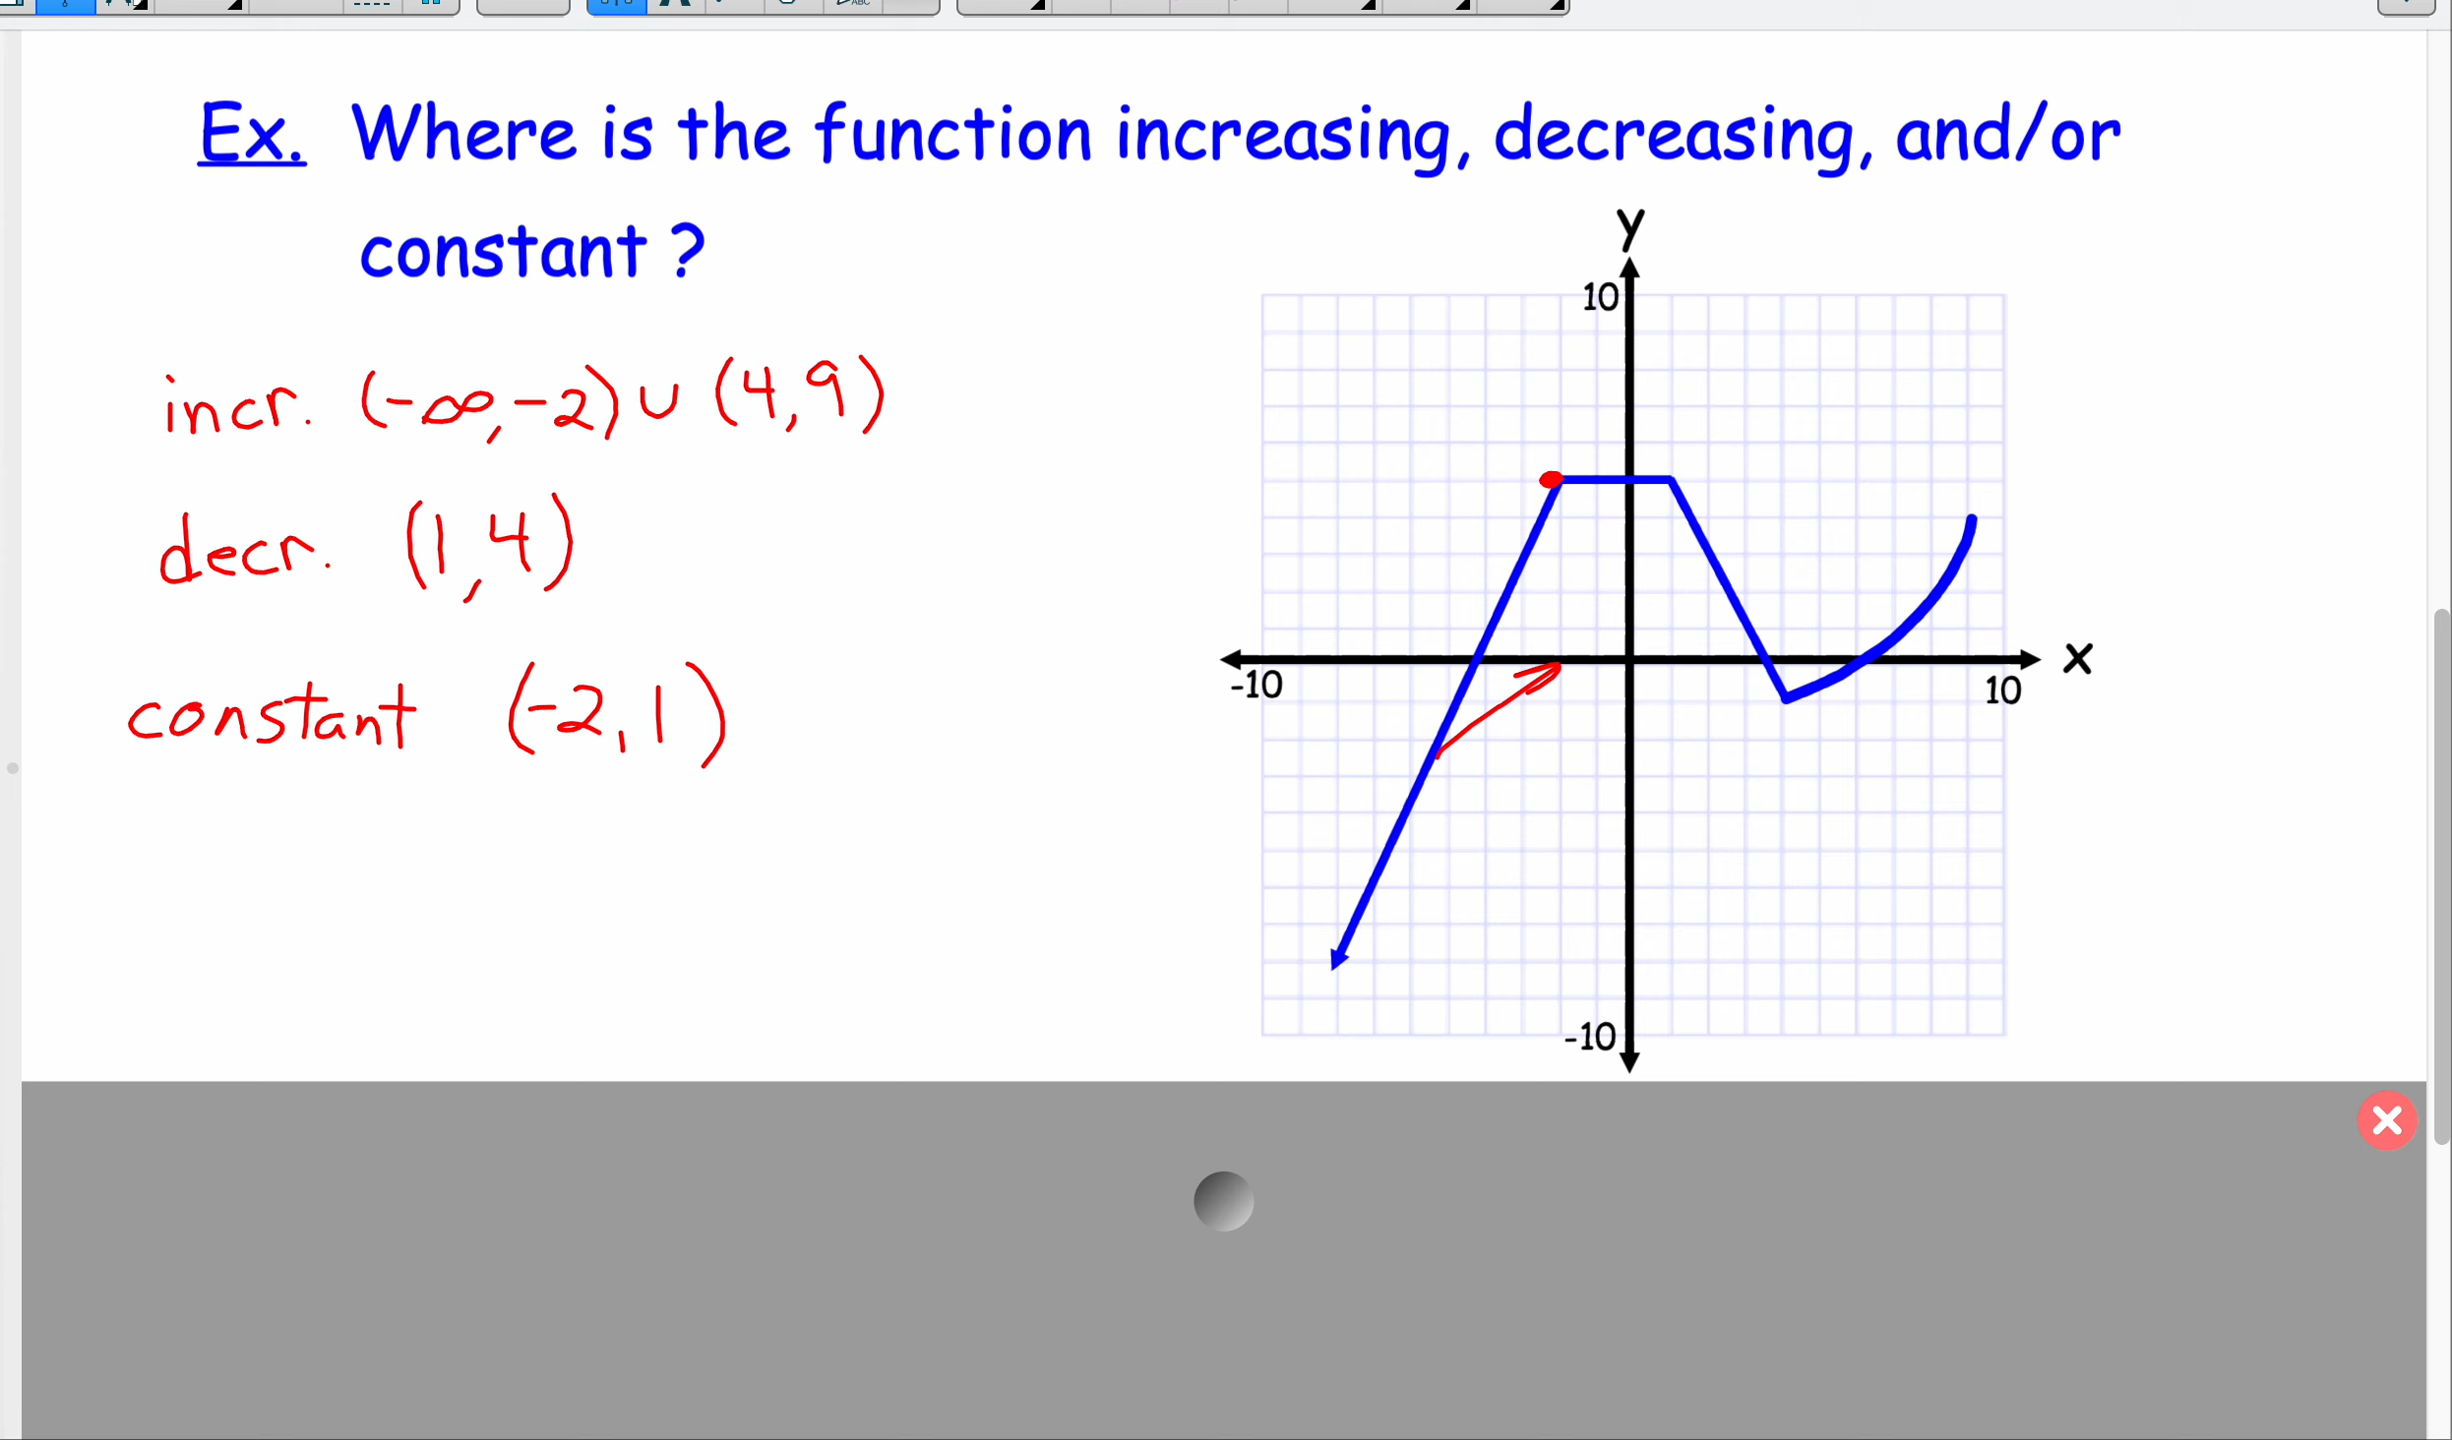 Ex. Where is the function increasing, decreasing, and/or
constant ?
incr. (-∞, -2) ∪ (4, 9)
decr. (1, 4)
constant (-2, 1)
y
10
-10
10
x
-10
ABC